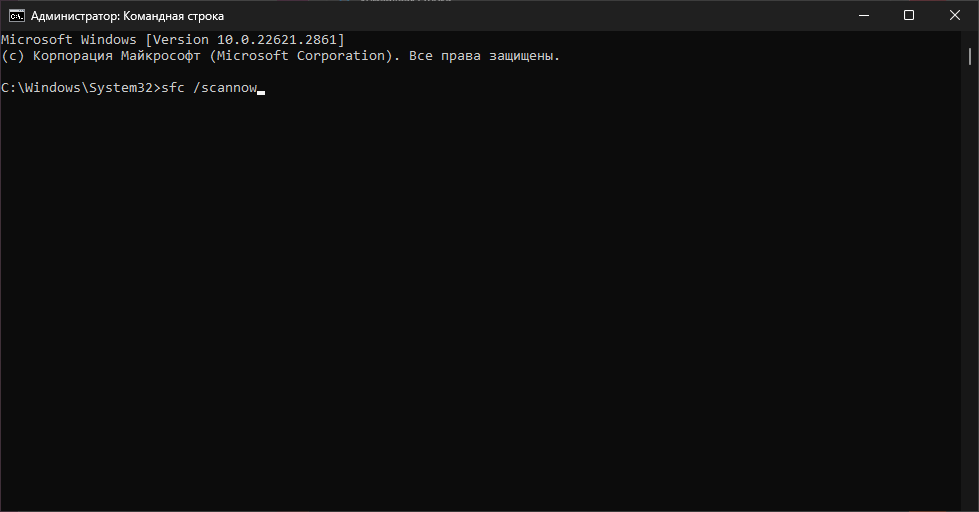 Администратор: Командная строка
Microsoft Windows [Version 10.0.22621.2861]
(c) Корпорация Майкрософт (Microsoft Corporation). Все права защищены.
C:\Windows\System32>sfc /scannow